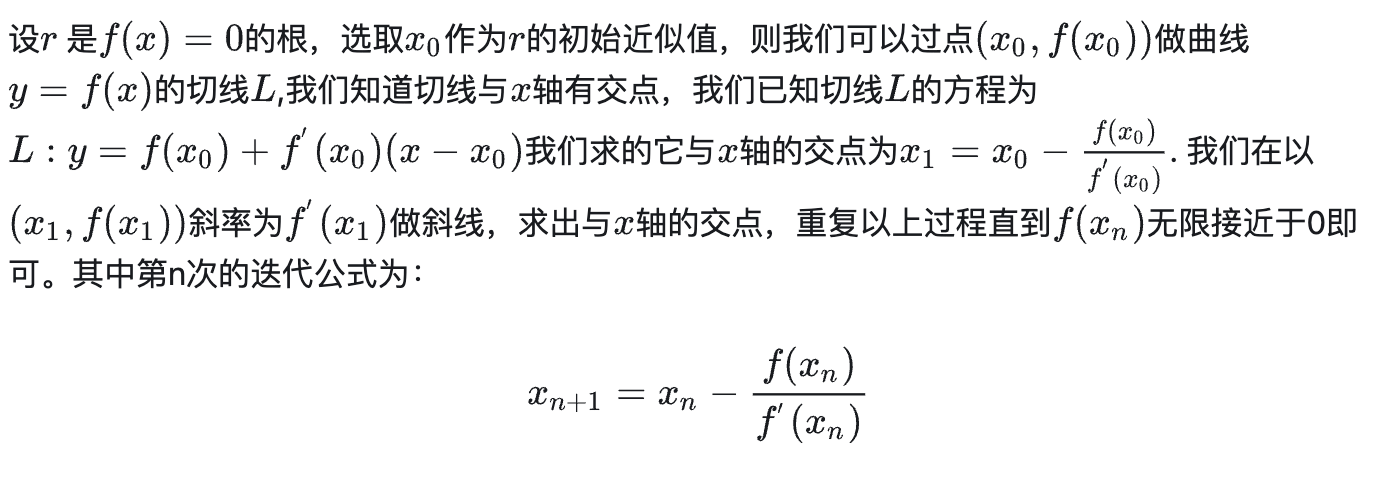 设$r$ 是$f(x) = 0$的根，选取$x_0$作为$r$的初始近似值，则我们可以过点$(x_0, f(x_0))$做曲线
$y = f(x)$的切线$L$,我们知道切线与$x$轴有交点，我们已知切线$L$的方程为
$L : y = f(x_0) + f^{'}(x_0)(x - x_0)$我们求的它与$x$轴的交点为$x_1 = x_0 - \frac{f(x_0)}{f^{'}(x_0)}$. 我们在以
$(x_1, f(x_1))$斜率为$f^{'}(x_1)$做斜线，求出与$x$轴的交点，重复以上过程直到$f(x_n)$无限接近于0即
可。其中第n次的迭代公式为：
$x_{n+1} = x_n - \frac{f(x_n)}{f^{'}(x_n)}$